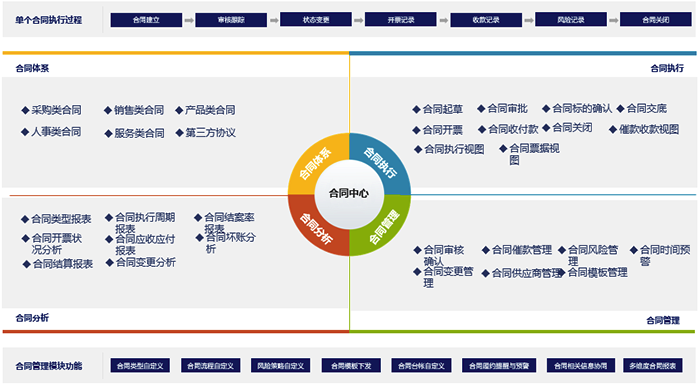 单个合同执行过程
合同建立
审核跟踪
状态变更
开票记录
收款记录
风险记录
合同关闭
合同体系
合同执行
◆ 采购类合同
◆ 销售类合同
◆ 产品类合同
◆ 人事类合同
◆ 服务类合同
◆ 第三方协议
◆ 合同起草
◆ 合同审批
◆ 合同标的确认
◆ 合同交底
◆ 合同开票
◆ 合同收付款
◆ 合同关闭
◆ 催款收款视图
◆ 合同执行视图
◆ 合同票据视
图
合同体系
合同执行
合同中心
合同分析
合同管理
◆ 合同类型报表
◆ 合同执行周期
报表
◆ 合同结案率
报表
◆ 合同开票状
况分析
◆ 合同应收应付
报表
◆ 合同坏账分
析
◆ 合同结算报表
◆ 合同变更分析
◆ 合同审核
确认
◆ 合同催款管理
◆ 合同风险管
理
◆ 合同时间预
警
◆ 合同变更管
理
◆ 合同供应商管理
◆ 合同模板管理
合同分析
合同管理
合同管理模块功能
合同类型自定义
合同流程自定义
风险策略自定义
合同模板下发
合同台帐自定义
合同履约提醒与预警
合同相关信息协同
多维度合同报表